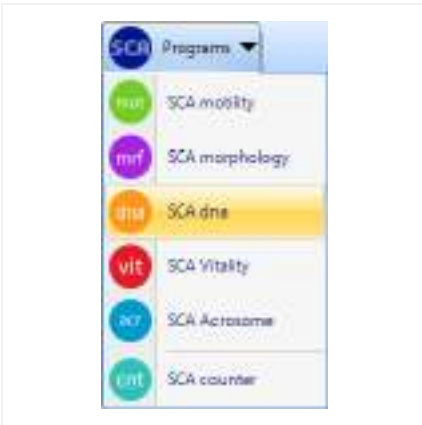 SCA Programs
mot SCA motility
mrf SCA morphology
dna SCA dna
vit SCA Vitality
acr SCA Acrosome
cnt SCA counter